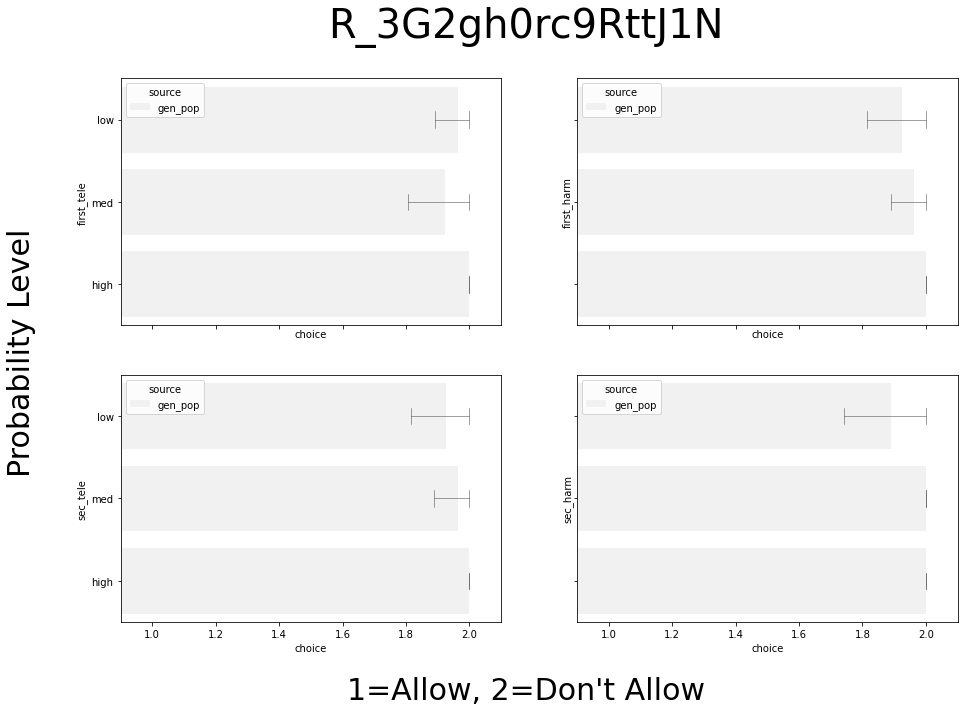 R_3G2gh0rc9RttJ1N
source
gen_pop
low
med
high
first_tele
choice
source
gen_pop
first_harm
choice
Probability Level
source
gen_pop
low
med
high
sec_tele
1.0 1.2 1.4 1.6 1.8 2.0
choice
source
gen_pop
sec_harm
1.0 1.2 1.4 1.6 1.8 2.0
choice
1=Allow, 2=Don't Allow